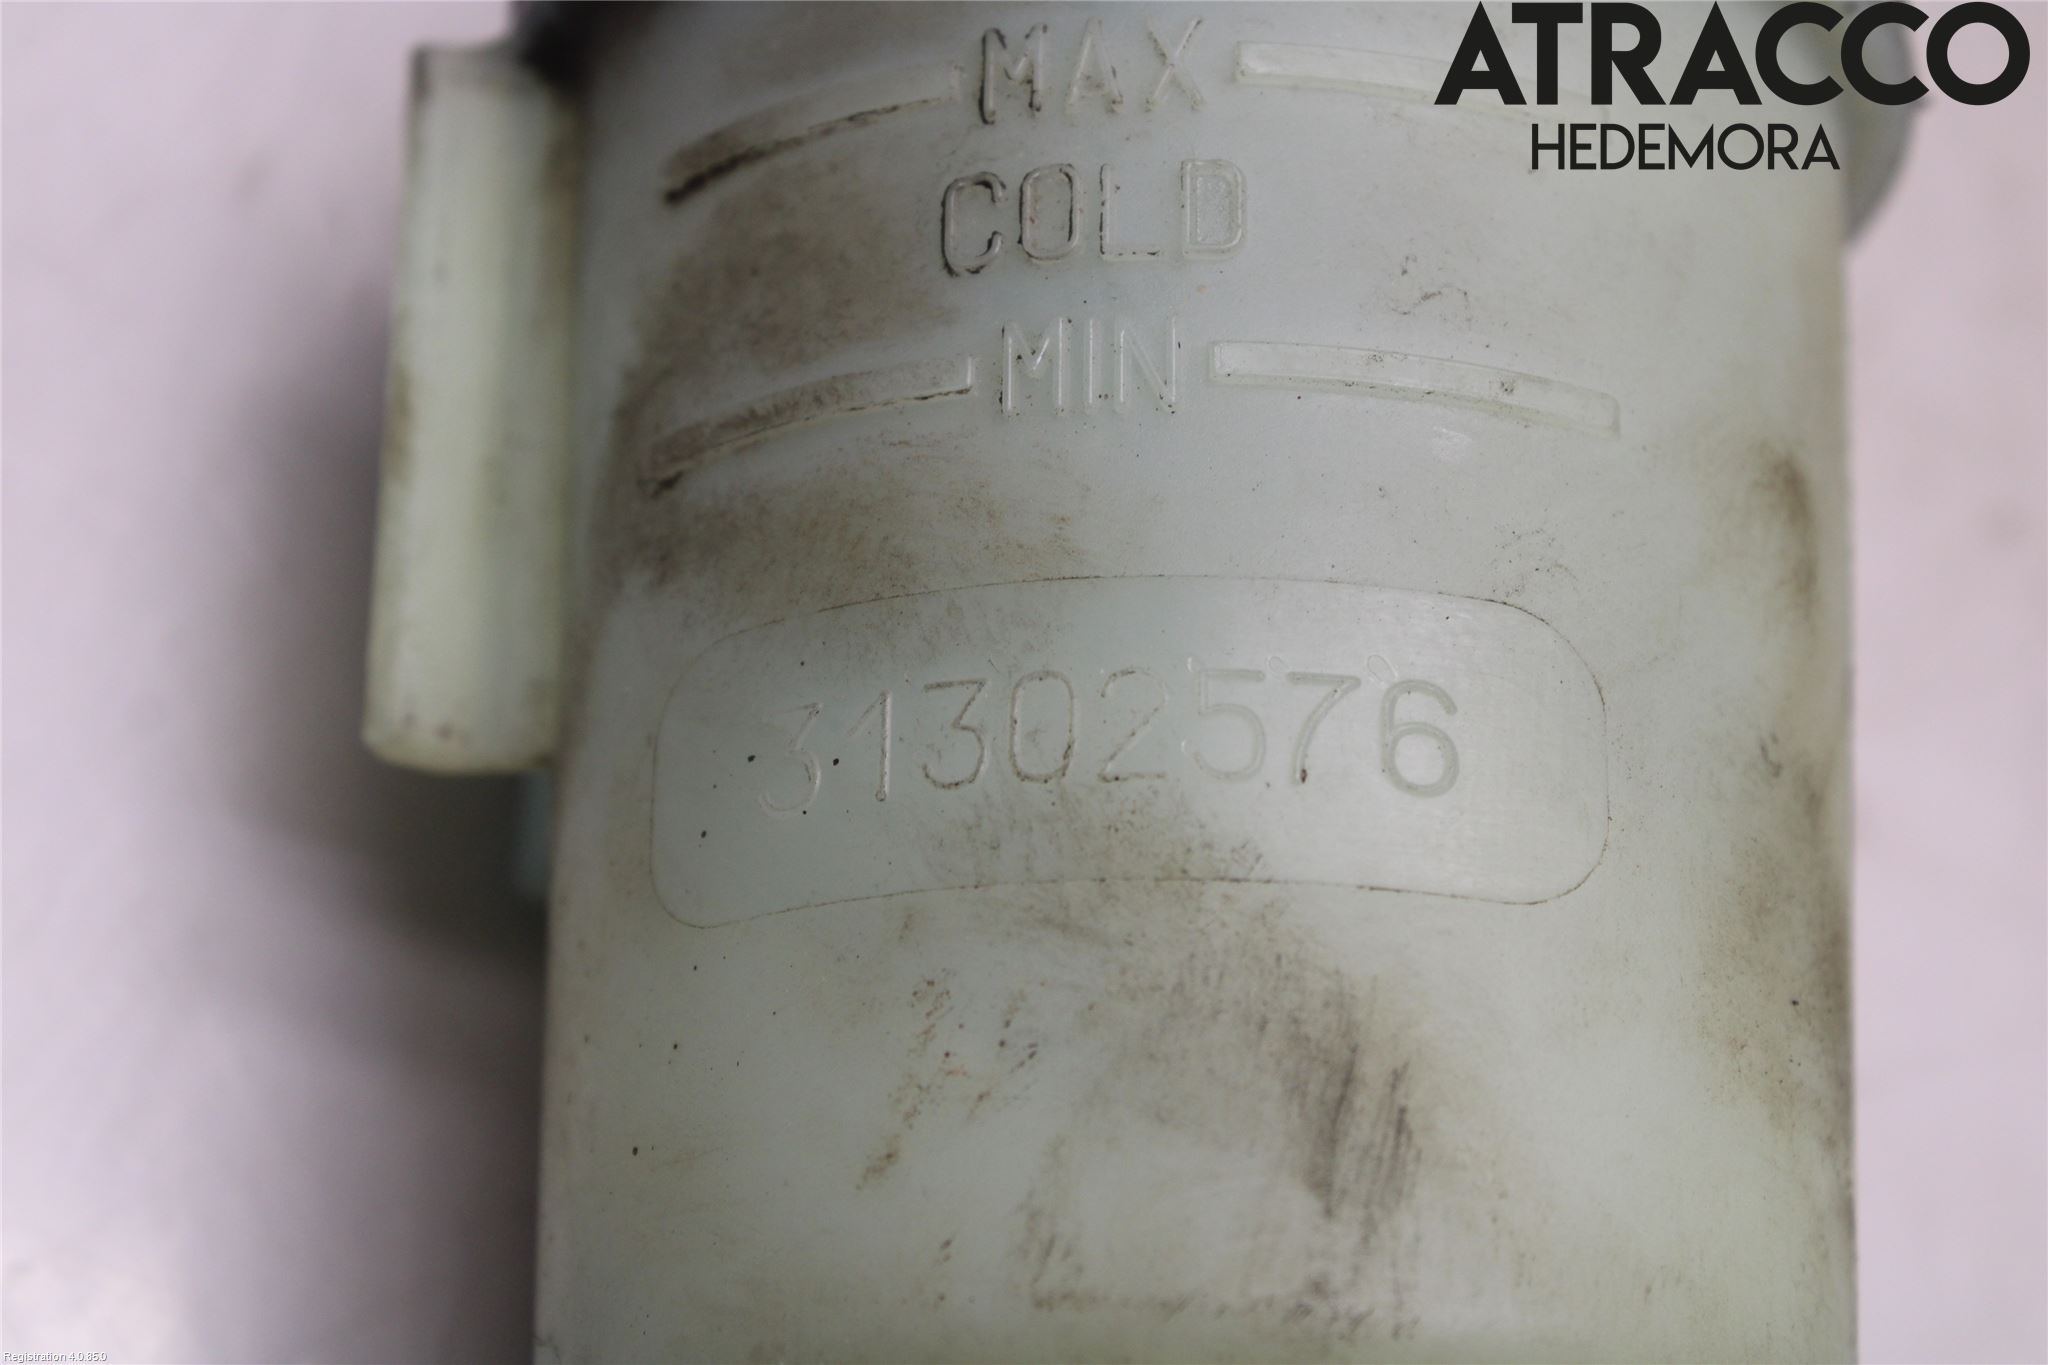 ATRACCO
HEDEMORA
MAX
COLD
MIN
31302576
Registration 4.0.85.0